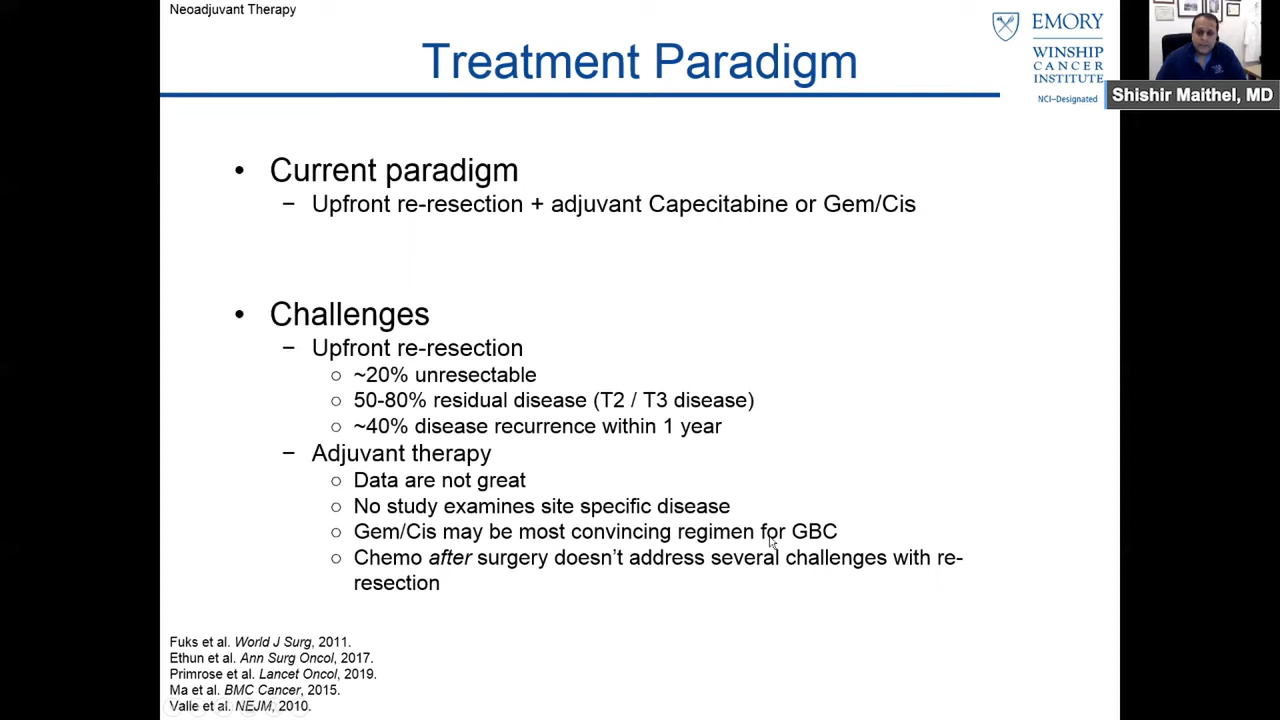 Neoadjuvant Therapy
Treatment Paradigm
EMORY
WINSHIP
CANCER
INSTITUTE
NCI–Designated
Shishir Maithel, MD
• Current paradigm
− Upfront re-resection + adjuvant Capecitabine or Gem/Cis
• Challenges
− Upfront re-resection
○ ~20% unresectable
○ 50-80% residual disease (T2 / T3 disease)
○ ~40% disease recurrence within 1 year
− Adjuvant therapy
○ Data are not great
○ No study examines site specific disease
○ Gem/Cis may be most convincing regimen for GBC
○ Chemo after surgery doesn’t address several challenges with re-
resection
Fuks et al. World J Surg, 2011.
Ethun et al. Ann Surg Oncol, 2017.
Primrose et al. Lancet Oncol, 2019.
Ma et al. BMC Cancer, 2015.
Valle et al. NEJM, 2010.